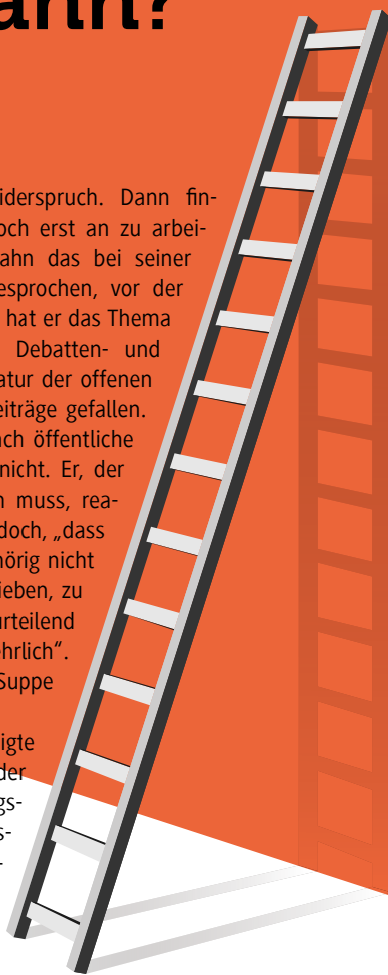 ann?
iderspruch. Dann fin-
och erst an zu arbei-
ahn das bei seiner
esprochen, vor der
hat er das Thema
Debatten- und
atur der offenen
eiträge gefallen.
ach öffentliche
nicht. Er, der
n muss, rea-
doch, „dass
hörig nicht
ieben, zu
urteilend
ehrlich“.
Suppe
igte
der
gs-
s-
-